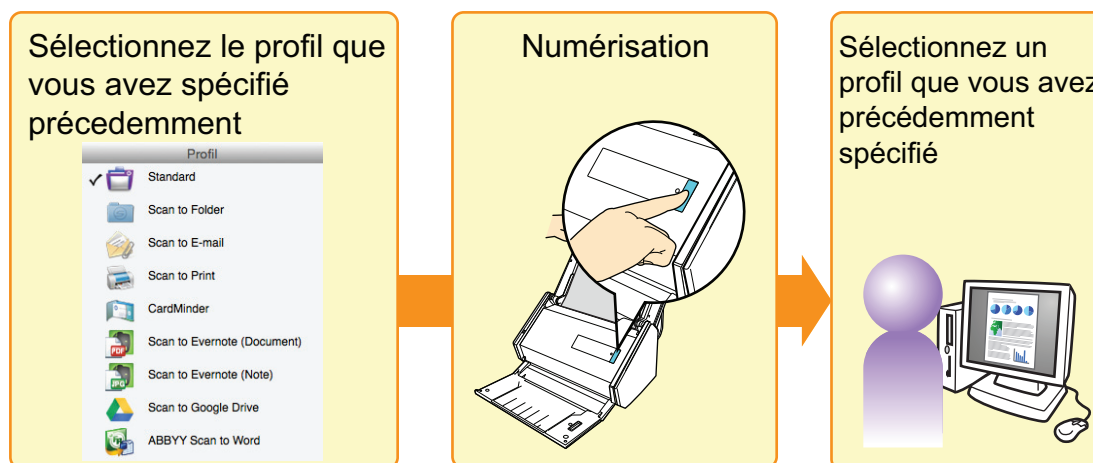 Sélectionnez le profil que
vous avez spécifié
précedemment
Profil
Standard
Scan to Folder
Scan to E-mail
Scan to Print
CardMinder
Scan to Evernote (Document)
Scan to Evernote (Note)
Scan to Google Drive
ABBYY Scan to Word
Numérisation
Sélectionnez un
profil que vous avez
précédemment
spécifié